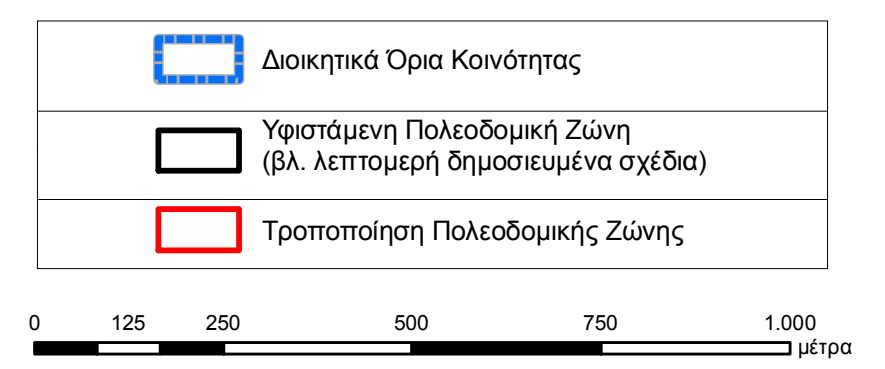 Διοικητικά Όρια Κοινότητας
Υφιστάμενη Πολεοδομική Ζώνη
(βλ. λεπτομερή δημοσιευμένα σχέδια)
Τροποποίηση Πολεοδομικής Ζώνης
0 125 250 500 750 1.000
μέτρα